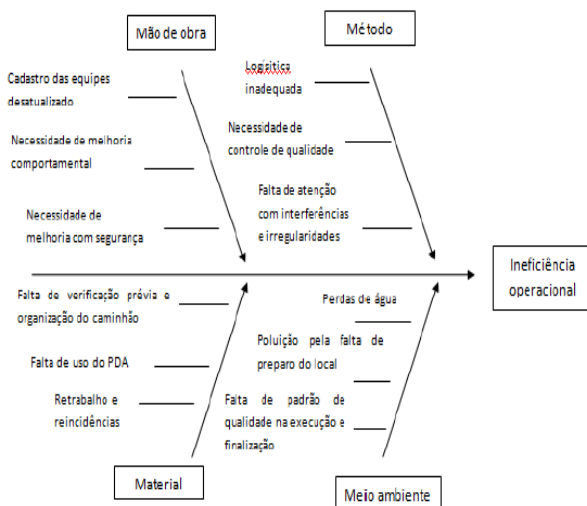 Mão de obra
Método
Cadastro das equipes
desatualizado
Logísitica
inadequada
Necessidade de melhoria
comportamental
Necessidade de
controle de qualidade
Necessidade de
melhoria com segurança
Falta de atenção
com interferências
e irregularidades
Ineficiência
operacional
Falta de verificação prévia e
organização do caminhão
Perdas de água
Falta de uso do PDA
Poluição pela falta de
preparo do local
Retrabalho e
reincidências
Falta de padrão de
qualidade na execução e
finalização
Material
Meio ambiente